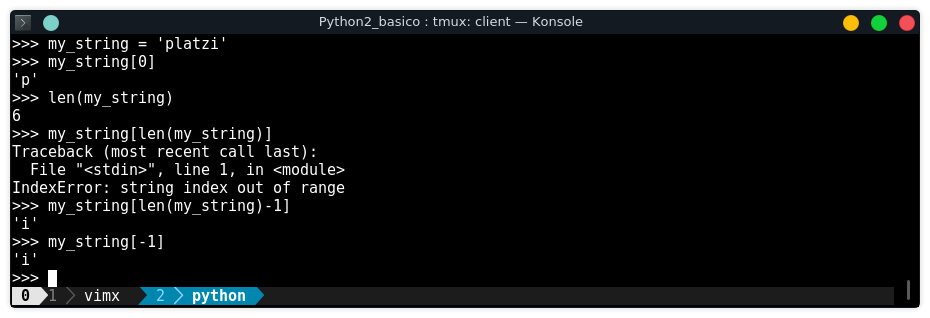 Python2_basico : tmux: client — Konsole
>>> my_string = 'platzi'
>>> my_string[0]
'p'
>>> len(my_string)
6
>>> my_string[len(my_string)]
Traceback (most recent call last):
  File "<stdin>", line 1, in <module>
IndexError: string index out of range
>>> my_string[len(my_string)-1]
'i'
>>> my_string[-1]
'i'
>>>
0 1 vimx 2 python